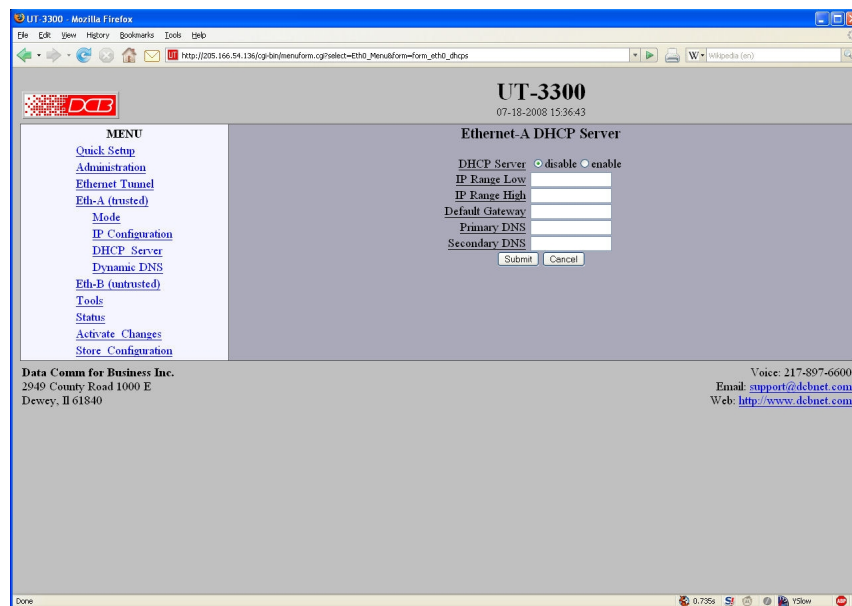 UT-3300 - Mozilla Firefox
File Edit View History Bookmarks Tools Help
http://205.166.54.136/cgi-bin/menuform.cgi?select=Eth0_Menu&form=form_eth0_dhcps
W Wikipedia (en)
DCB
UT-3300
07-18-2008 15:36:43
MENU
Quick Setup
Administration
Ethernet Tunnel
Eth-A (trusted)
Mode
IP Configuration
DHCP Server
Dynamic DNS
Eth-B (untrusted)
Tools
Status
Activate Changes
Store Configuration
Ethernet-A DHCP Server
DHCP Server disable enable
IP Range Low
IP Range High
Default Gateway
Primary DNS
Secondary DNS
Submit Cancel
Data Comm for Business Inc.
2949 County Road 1000 E
Dewey, Il 61840
Voice: 217-897-6600
Email: support@dcbnet.com
Web: http://www.dcbnet.com
Done
0.735s
YSlow
ABP